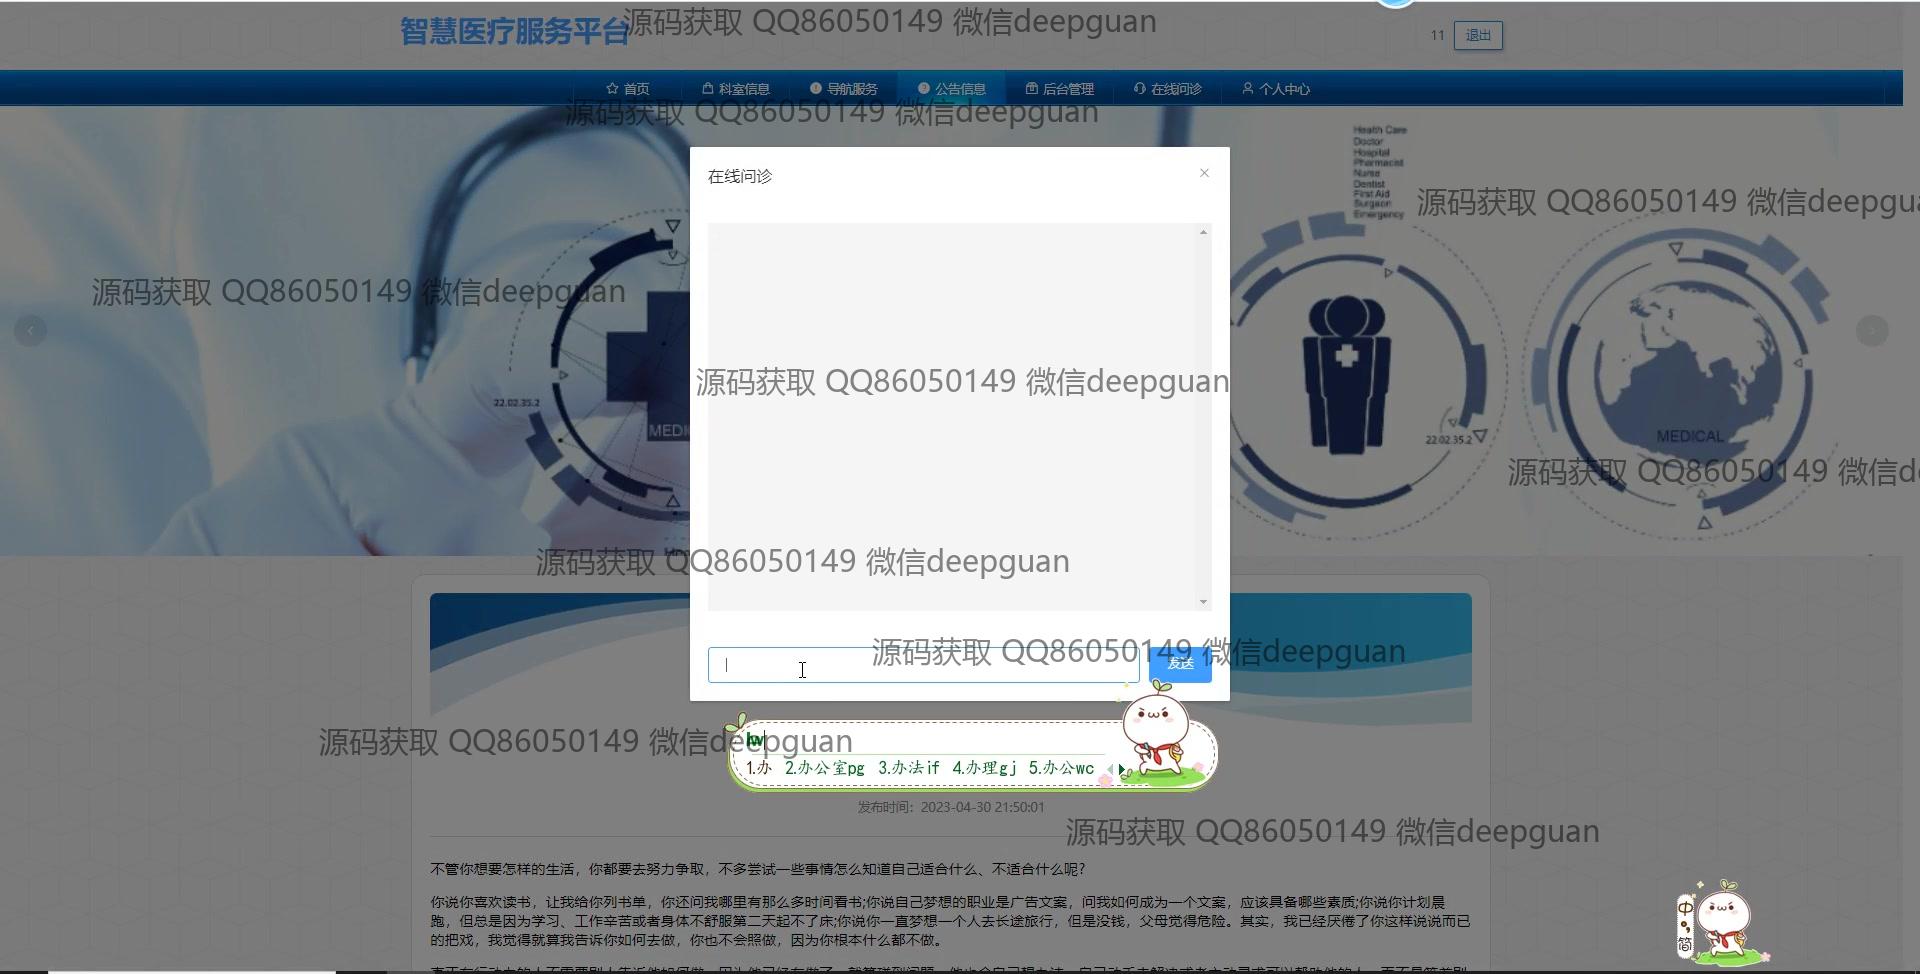 智慧医疗服务平台
源码获取 QQ86050149 微信deepguan
11 退出
首页 科室信息 导航服务 公告信息 后台管理 在线问诊 个人中心
源码获取 QQ86050149 微信deepguan
Health Care
Doctor
Hospital
Pharmacist
Nurse
Dentist
First Aid
Surgeon
Emergency
在线问诊
源码获取 QQ86050149 微信deepgua
源码获取 QQ86050149 微信deepguan
源码获取 QQ86050149 微信deepguan
22.02.35.2
MEDI
22.02.35.2
MEDICAL
源码获取 QQ86050149 微信de
源码获取 QQ86050149 微信deepguan
源码获取 QQ86050149 微信deepguan
发送
源码获取 QQ86050149 微信deepguan
1.办 2.办公室pg 3.办法if 4.办理gj 5.办公wc
发布时间：2023-04-30 21:50:01
源码获取 QQ86050149 微信deepguan
不管你想要怎样的生活，你都要去努力争取，不多尝试一些事情怎么知道自己适合什么、不适合什么呢?
你说你喜欢读书，让我给你列书单，你还问我哪里有那么多时间看书;你说自己梦想的职业是广告文案，问我如何成为一个文案，应该具备哪些素质;你说你计划晨
跑，但总是因为学习、工作辛苦或者身体不舒服第二天起不了床;你说你一直梦想一个人去长途旅行，但是没钱，父母觉得危险。其实，我已经厌倦了你这样说说而已
的把戏，我觉得就算我告诉你如何去做，你也不会照做，因为你根本什么都不做。
中
简